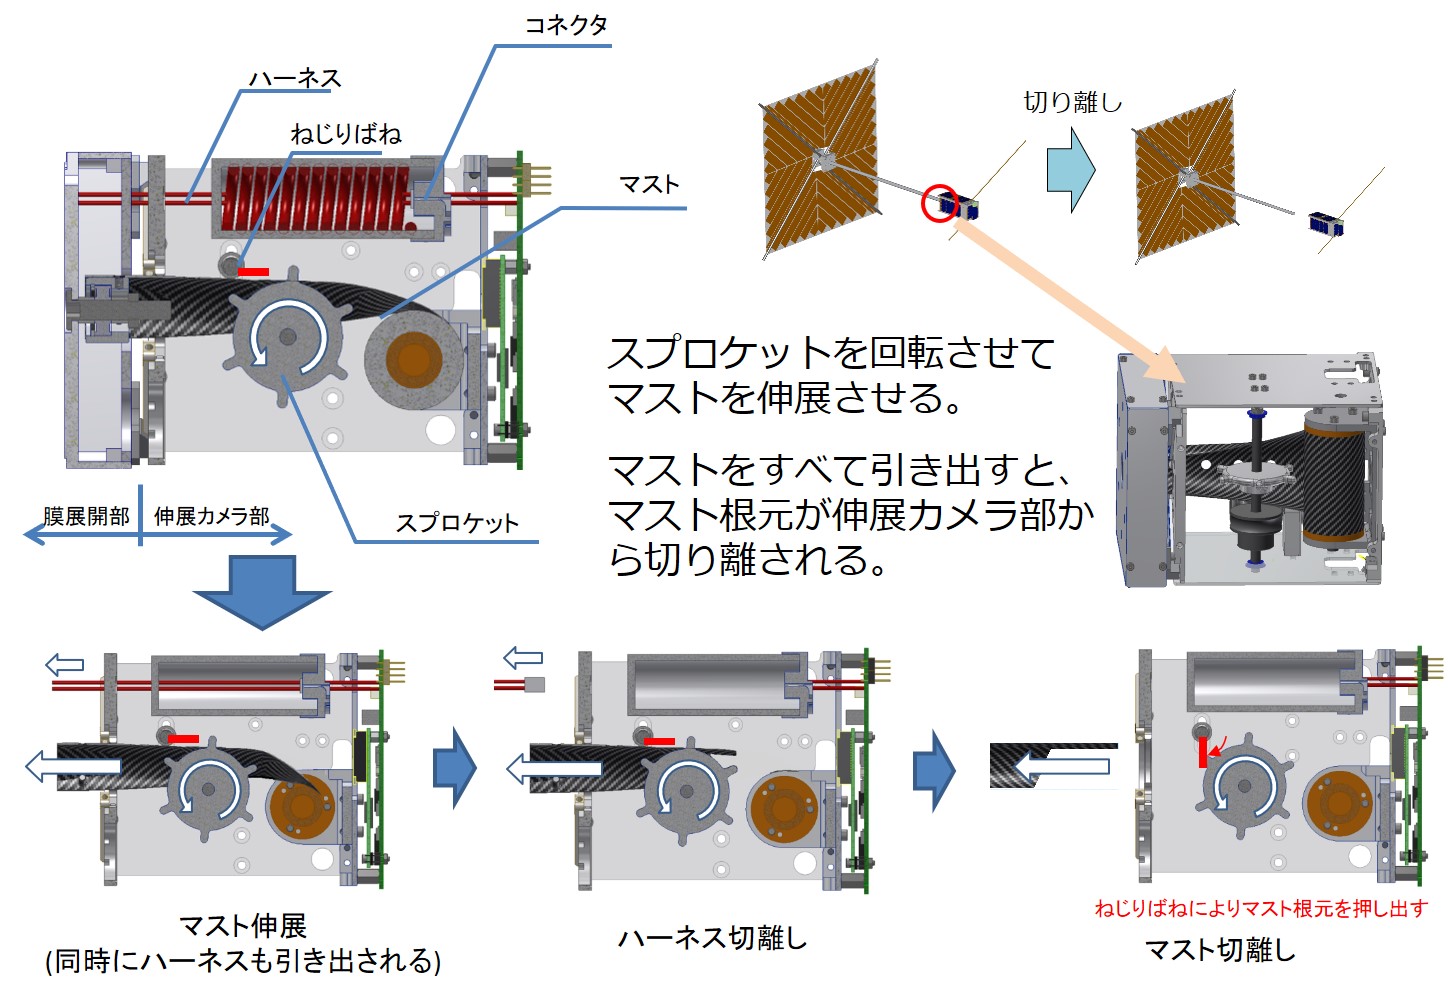 コネクタ
ハーネス
ねじりばね
マスト
切り離し
スプロケットを回転させて
マストを伸展させる。
マストをすべて引き出すと、
マスト根元が伸展カメラ部か
ら切り離される。
膜展開部
伸展カメラ部
スプロケット
マスト伸展
(同時にハーネスも引き出される)
ハーネス切離し
ねじりばねによりマスト根元を押し出す
マスト切離し